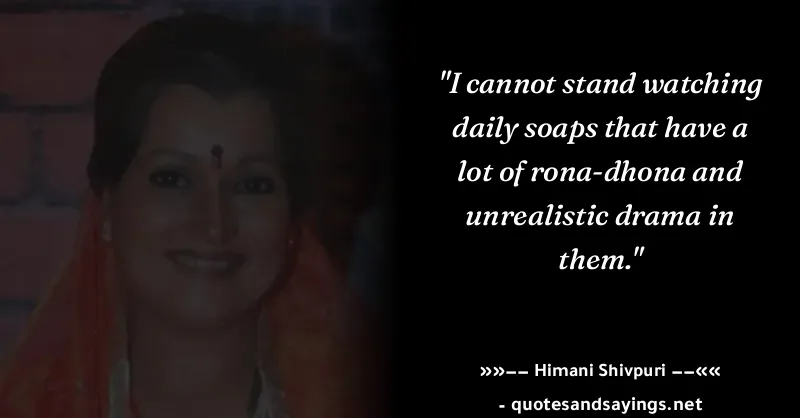 "I cannot stand watching
daily soaps that have a
lot of rona-dhona and
unrealistic drama in
them."
»»−− Himani Shivpuri −−««
- quotesandsayings.net